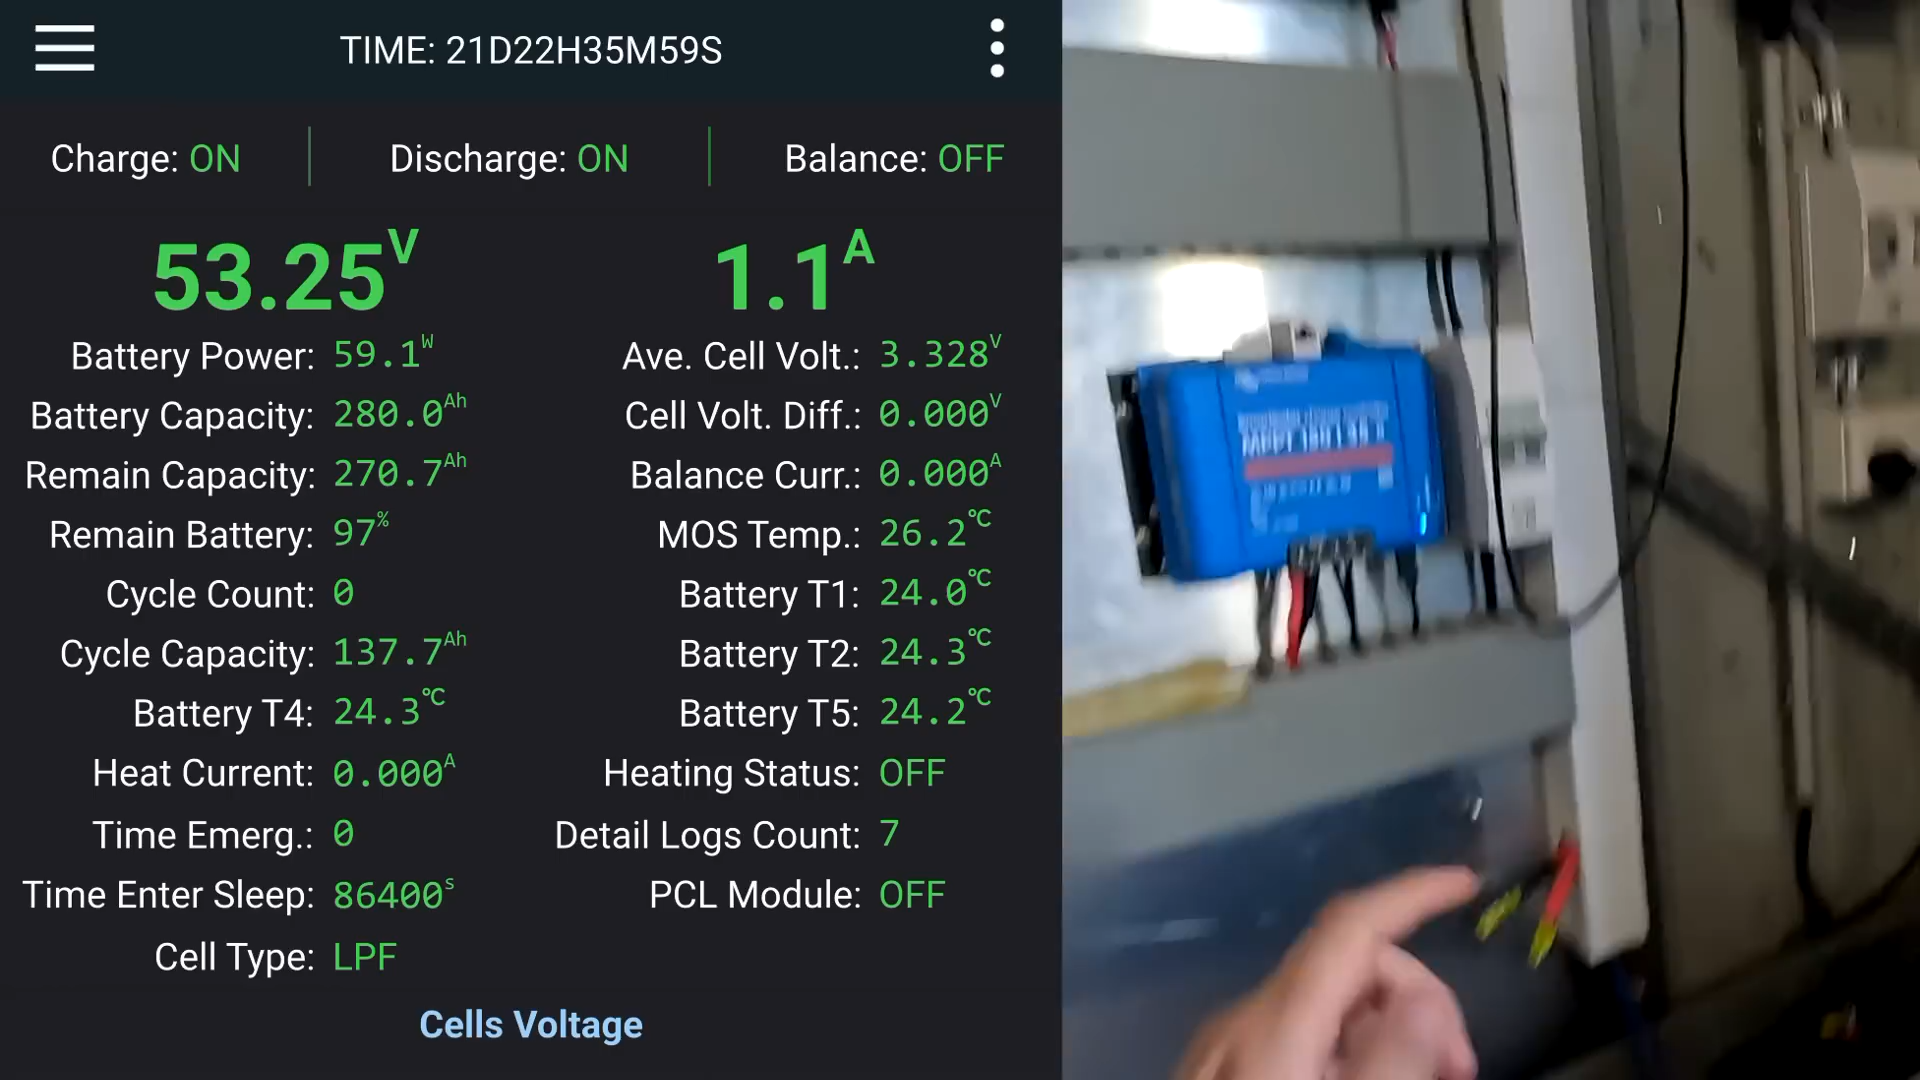 TIME: 21D22H35M59S
Charge: ON
Discharge: ON
Balance: OFF
53.25V
1.1A
Battery Power: 59.1W
Ave. Cell Volt.: 3.328V
Battery Capacity: 280.0Ah
Cell Volt. Diff.: 0.000V
Remain Capacity: 270.7Ah
Balance Curr.: 0.000A
Remain Battery: 97%
MOS Temp.: 26.2℃
Cycle Count: 0
Battery T1: 24.0℃
Cycle Capacity: 137.7Ah
Battery T2: 24.3℃
Battery T4: 24.3℃
Battery T5: 24.2℃
Heat Current: 0.000A
Heating Status: OFF
Time Emerg.: 0
Detail Logs Count: 7
Time Enter Sleep: 86400s
PCL Module: OFF
Cell Type: LPF
Cells Voltage
MPPT